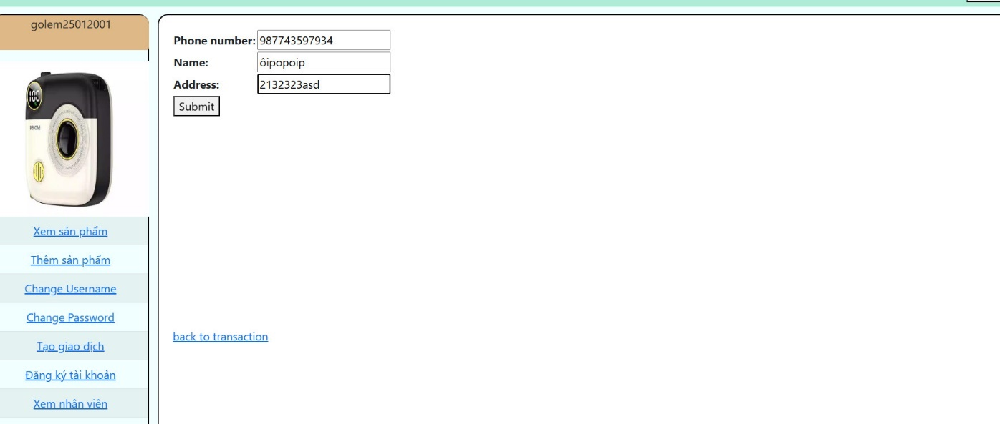 golem25012001
100
Xem sản phẩm
Thêm sản phẩm
Change Username
Change Password
Tạo giao dịch
Đăng ký tài khoản
Xem nhân viên
Phone number: 987743597934
Name: ôipopoip
Address: 2132323asd
Submit
back to transaction